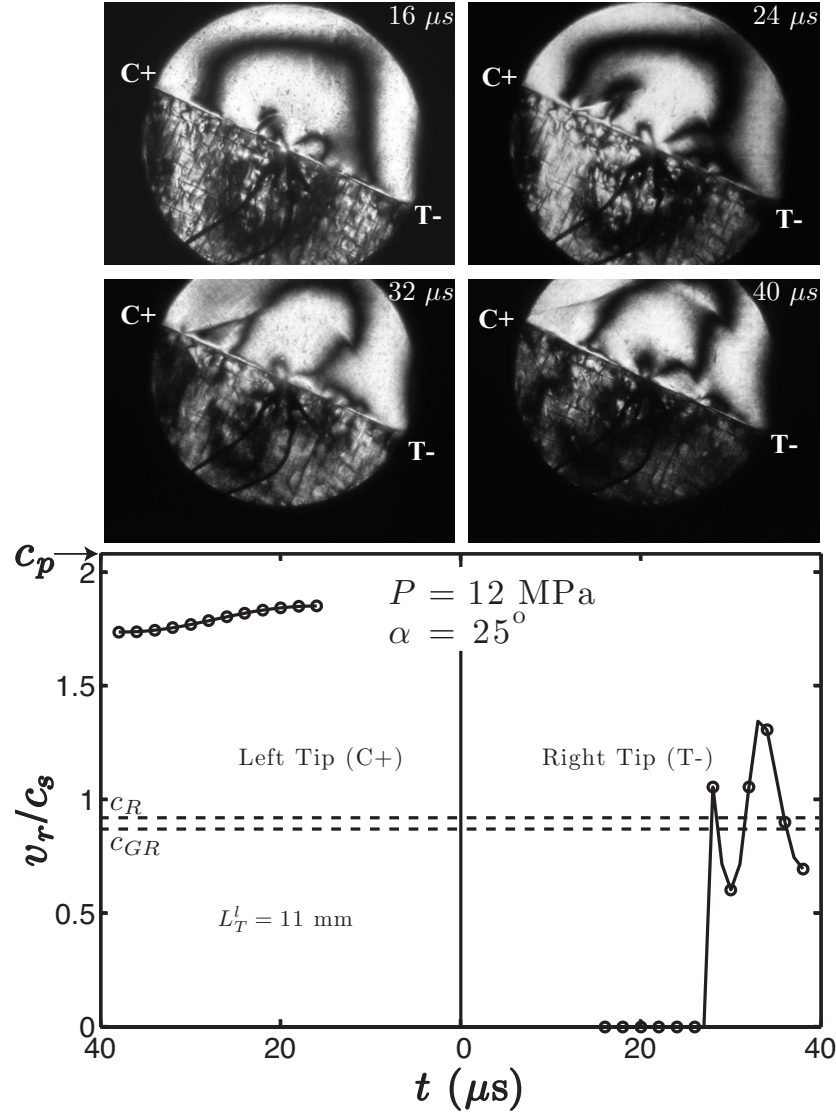 16 μs
24 μs
C+
C+
T-
T-
32 μs
40 μs
C+
C+
T-
T-
c_p
2
P = 12 MPa
α = 25°
1.5
Left Tip (C+)
Right Tip (T-)
v_r/c_s
1
c_R
c_GR
0.5
L_T^l = 11 mm
0
40
20
0
20
40
t (μs)